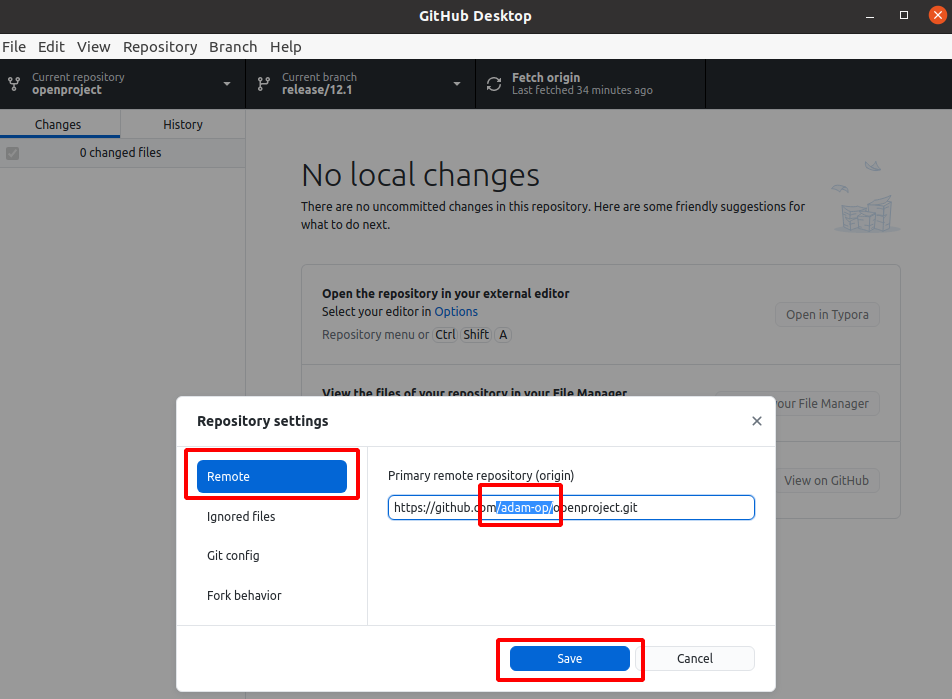 GitHub Desktop
File Edit View Repository Branch Help
Current repository
openproject
Current branch
release/12.1
Fetch origin
Last fetched 34 minutes ago
Changes
History
0 changed files
No local changes
There are no uncommitted changes in this repository. Here are some friendly suggestions for
what to do next.
Open the repository in your external editor
Select your editor in Options
Repository menu or Ctrl Shift A
Open in Typora
View the files of your repository in your File Manager
your File Manager
View on GitHub
Repository settings
Remote
Ignored files
Git config
Fork behavior
Primary remote repository (origin)
https://github.com/adam-op/openproject.git
Save
Cancel